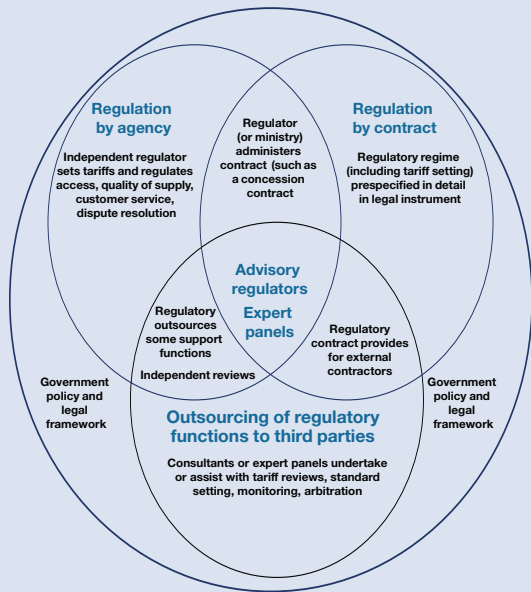 Regulation
by agency
Independent regulator
sets tariffs and regulates
access, quality of supply,
customer service,
dispute resolution
Regulator
(or ministry)
administers
contract (such as
a concession
contract
Regulation
by contract
Regulatory regime
(including tariff setting)
prespecified in detail
in legal instrument
Advisory
regulators
Expert
panels
Regulatory
outsources
some support
functions
Independent reviews
Regulatory
contract provides
for external
contractors
Government
policy and
legal
framework
Government
policy and
legal
framework
Outsourcing of regulatory
functions to third parties
Consultants or expert panels undertake
or assist with tariff reviews, standard
setting, monitoring, arbitration